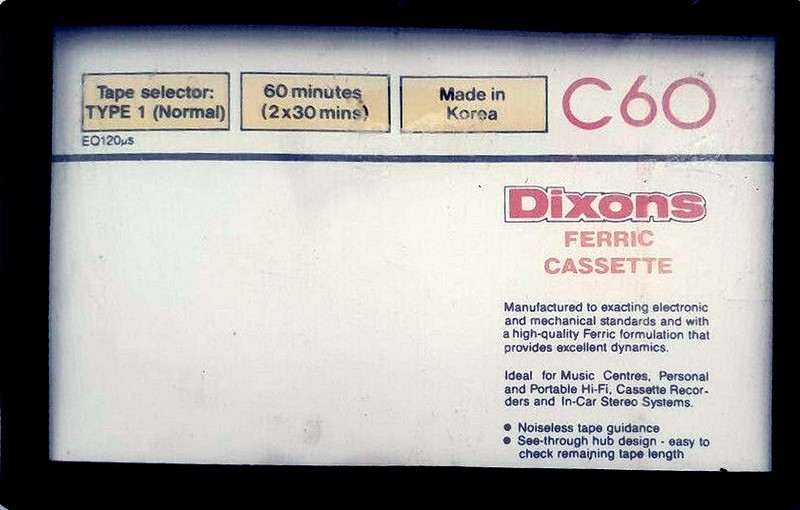 Tape selector:
TYPE 1 (Normal)
60 minutes
(2x30 mins)
Made in
Korea
C60
EQ120µs
Dixons
FERRIC
CASSETTE
Manufactured to exacting electronic
and mechanical standards and with
a high-quality Ferric formulation that
provides excellent dynamics.
Ideal for Music Centres, Personal
and Portable Hi-Fi, Cassette Recor-
ders and In-Car Stereo Systems.
● Noiseless tape guidance
● See-through hub design - easy to
check remaining tape length